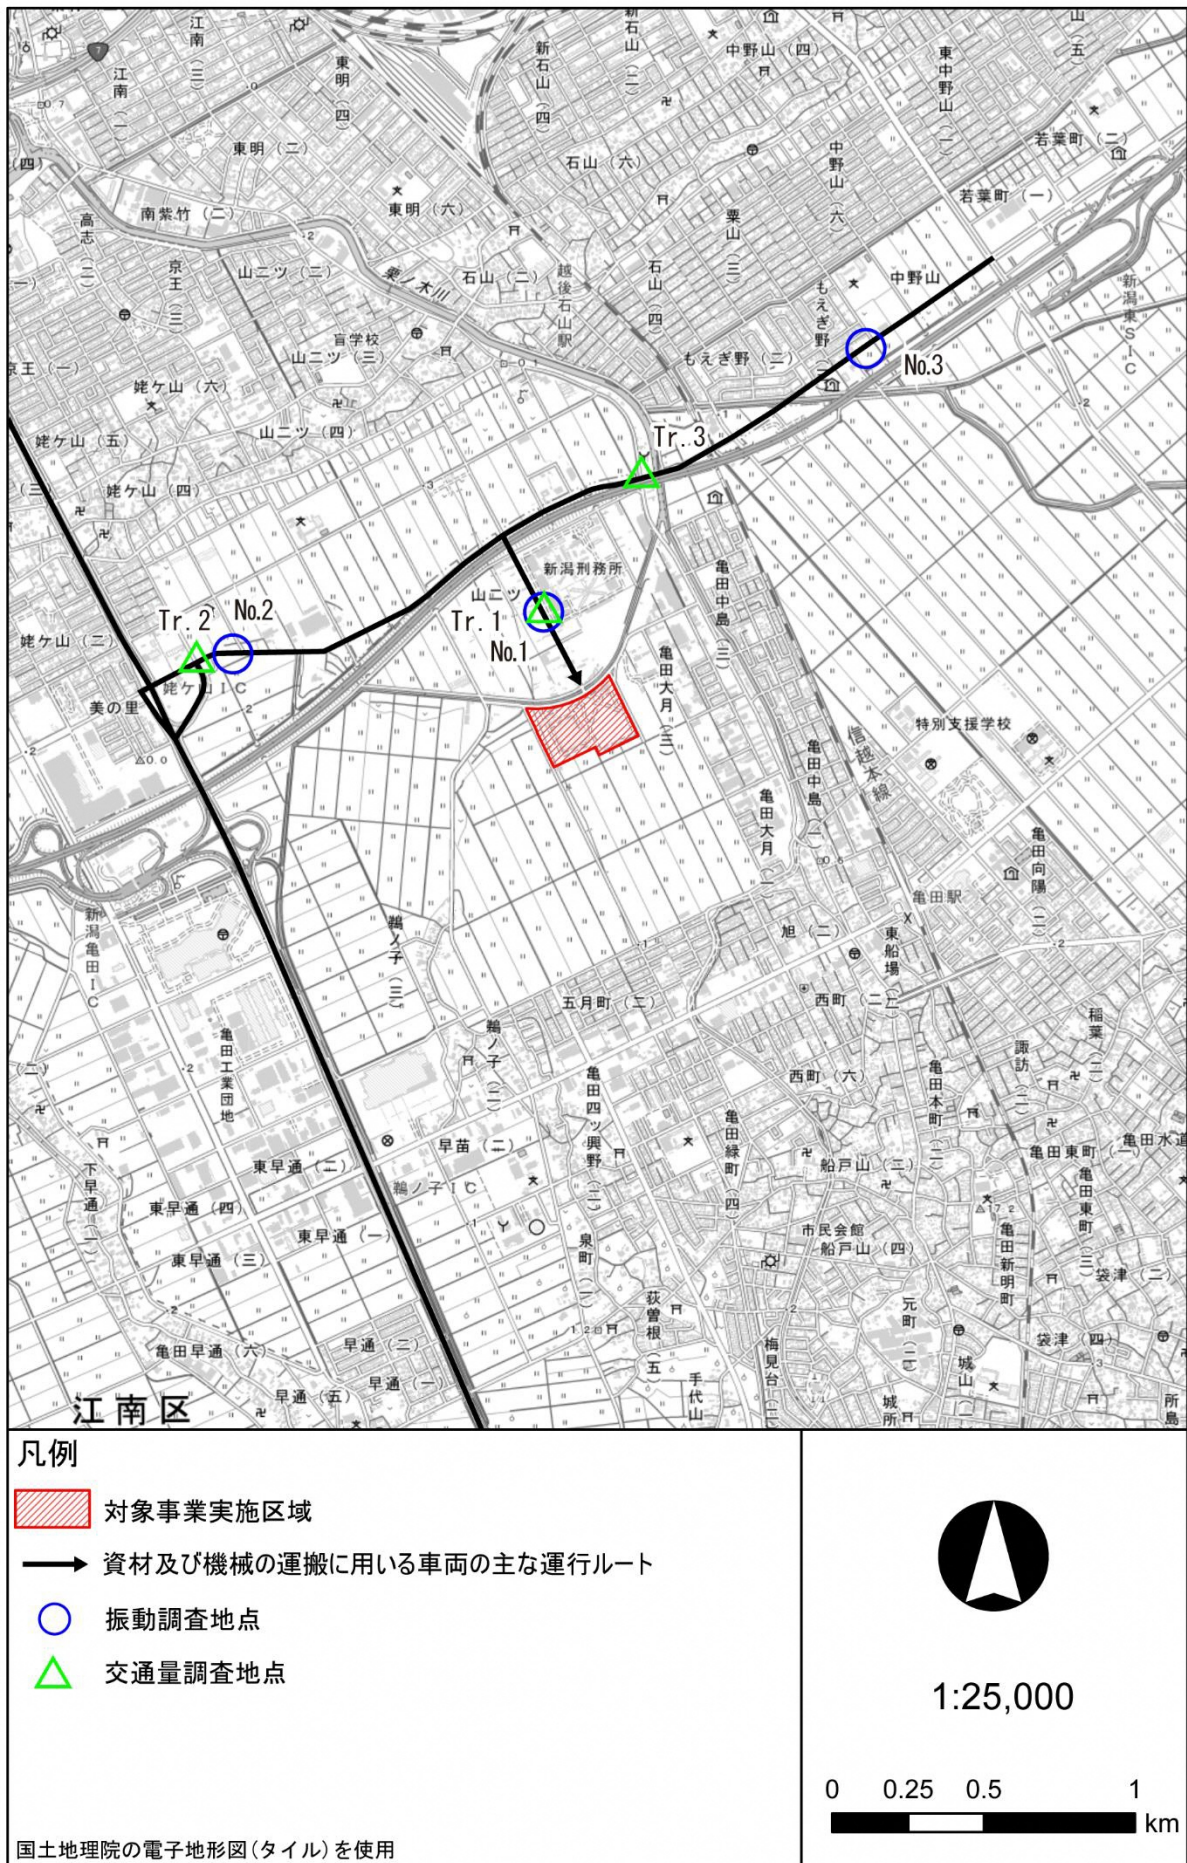 江南（三）
東明（四）
新石山（四）
新石山（二）
中野山（四）
東中野山（一）
山（五）
7
江南（一）
東明（二）
石山（六）
中野山（六）
若葉町（二）
若葉町（一）
（四）
南紫竹（二）
東明（六）
栗山（三）
高志（二）
京王（三）
山二ツ（二）
栗ノ木川
石山（二）
越後石山駅
石山（四）
もえぎ野（二）
中野山
新潟東SIC
盲学校
山二ツ（三）
もえぎ野（二）
京王（一）
姥ケ山（六）
No.3
山二ツ（四）
姥ケ山（五）
Tr.3
姥ケ山（四）
新潟刑務所
山二ツ
亀田中島（三）
Tr.2
No.2
Tr.1
No.1
姥ケ山（二）
姥ケ山IC
美の里
亀田大月（三）
特別支援学校
信越本線
亀田中島（一）
亀田大月（一）
亀田向陽（二）
亀田駅
新潟亀田IC
鵜ノ子（三）
旭（二）
東船場（二）
西町（二）
五月町（二）
鵜ノ子（二）
亀田工業団地
稲葉（二）
諏訪（二）
西町（六）
亀田本町（二）
亀田四ツ興野（二）
亀田緑町（四）
早苗（二）
亀田東町（一）
亀田水道
下早通（一）
東早通（二）
船戸山（二）
鵜ノ子IC
亀田東町（三）
東早通（四）
東早通（一）
泉町（一）
市民会館
船戸山（四）
東早通（三）
亀田新明町
袋津（二）
荻曽根（五）
元町（二）
亀田早通（六）
早通（二）
梅見台（一）
袋津（四）
早通（一）
手代山
城山（一）
早通（五）
城所
所島
江南区
凡例
対象事業実施区域
資材及び機械の運搬に用いる車両の主な運行ルート
振動調査地点
交通量調査地点
国土地理院の電子地形図(タイル)を使用
1:25,000
0 0.25 0.5 1
km